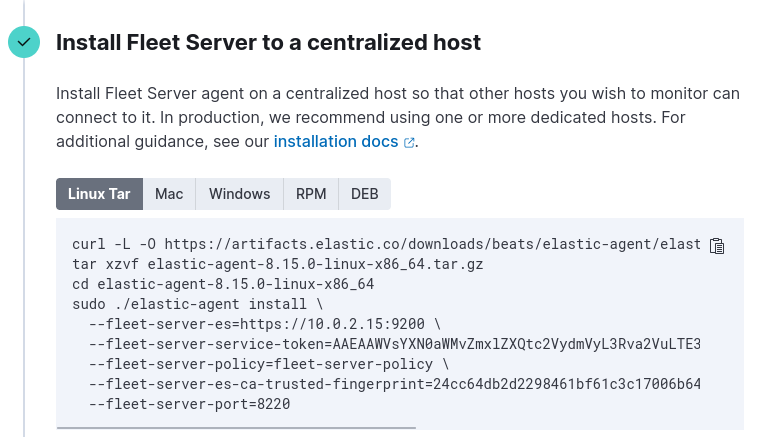 Install Fleet Server to a centralized host
Install Fleet Server agent on a centralized host so that other hosts you wish to monitor can
connect to it. In production, we recommend using one or more dedicated hosts. For
additional guidance, see our installation docs.
Linux Tar Mac Windows RPM DEB
curl -L -O https://artifacts.elastic.co/downloads/beats/elastic-agent/elast
tar xzvf elastic-agent-8.15.0-linux-x86_64.tar.gz
cd elastic-agent-8.15.0-linux-x86_64
sudo ./elastic-agent install \
--fleet-server-es=https://10.0.2.15:9200 \
--fleet-server-service-token=AAEAAWVsYXN0aWMvZmxlZXQtc2VydmVyL3Rva2VuLTE3
--fleet-server-policy=fleet-server-policy \
--fleet-server-es-ca-trusted-fingerprint=24cc64db2d2298461bf61c3c17006b64
--fleet-server-port=8220